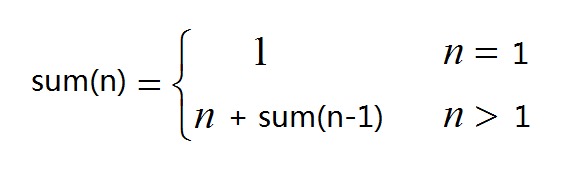 1 n = 1
sum(n) =
n + sum(n-1) n > 1